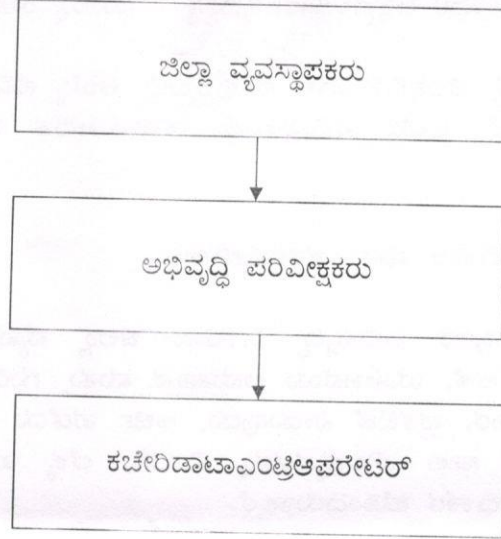 ಜಿಲ್ಲಾ ವ್ಯವಸ್ಥಾಪಕರು
ಅಭಿವೃದ್ಧಿ ಪರಿವೀಕ್ಷಕರು
ಕಚೇರಿಡಾಟಾಎಂಟ್ರಿಆಪರೇಟರ್